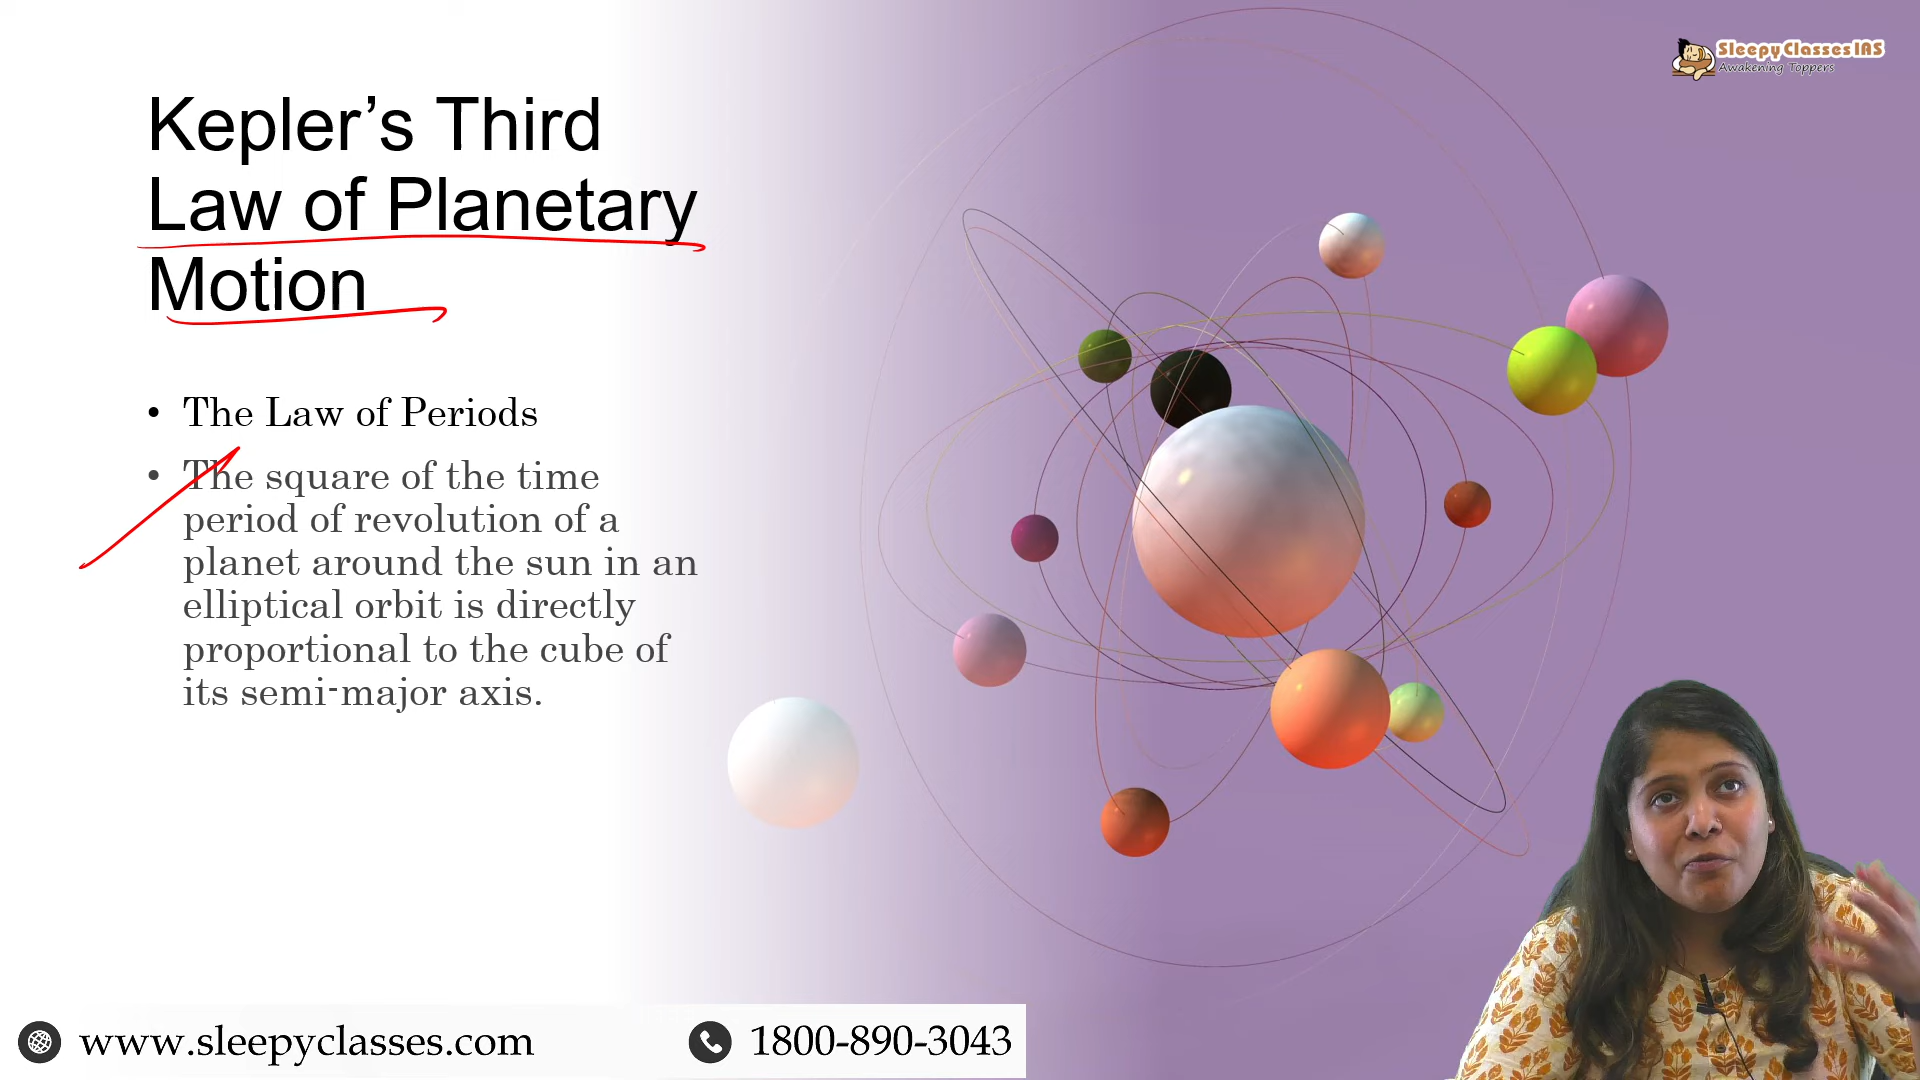 SleepyClasses IAS
Awakening Toppers
Kepler’s Third
Law of Planetary
Motion
• The Law of Periods
• The square of the time
period of revolution of a
planet around the sun in an
elliptical orbit is directly
proportional to the cube of
its semi-major axis.
www.sleepyclasses.com
1800-890-3043